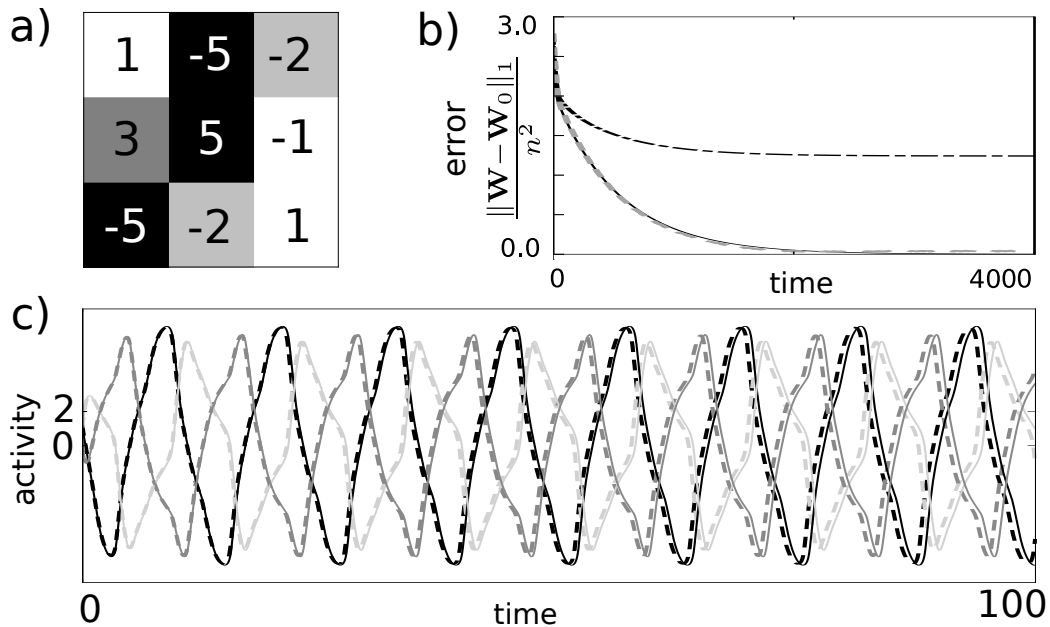 a)
1 -5 -2
3 5 -1
-5 -2 1
b)
error
‖W − W₀‖₁
n²
3.0
0.0
0 4000
time
c)
activity
2
0
0 100
time